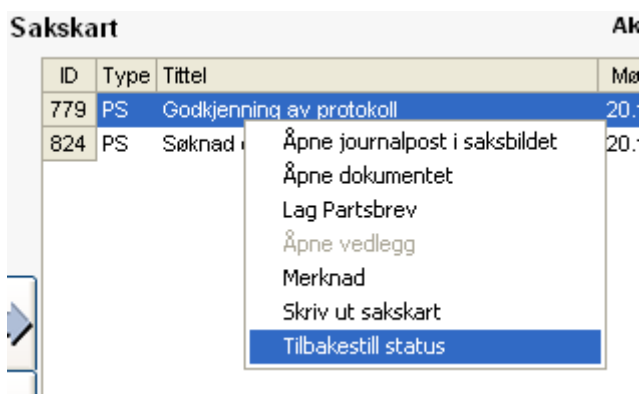 Sakskart Ak
ID Type Tittel Mø
779 PS Godkjenning av protokoll 20.
824 PS Søknad 20.
Åpne journalpost i saksbildet
Åpne dokumentet
Lag Partsbrev
Åpne vedlegg
Merknad
Skriv ut sakskart
Tilbakestill status